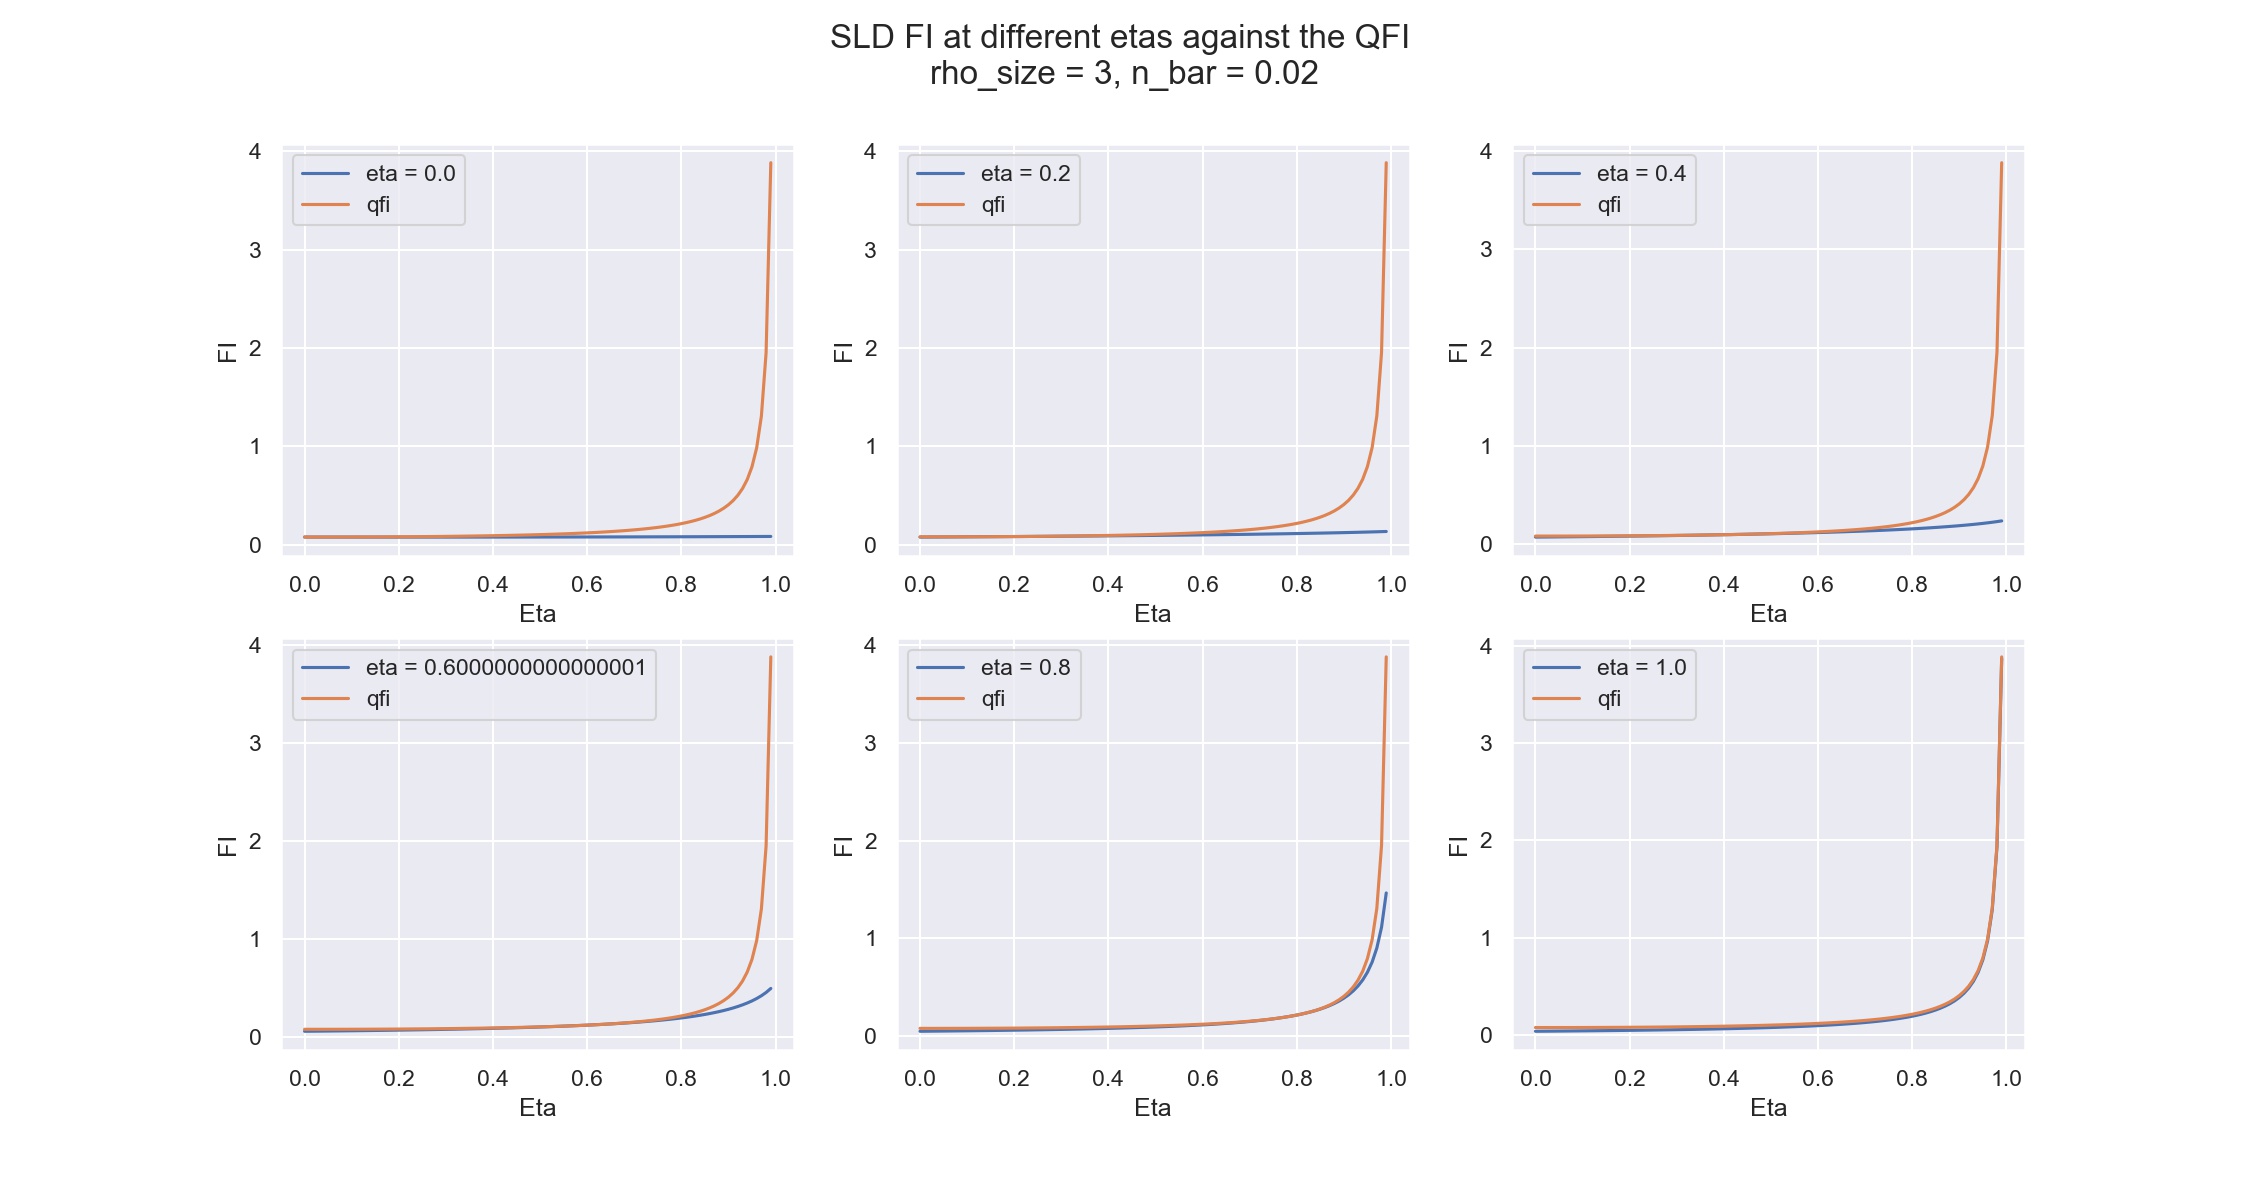 SLD FI at different etas against the QFI
rho_size = 3, n_bar = 0.02
4
3
2
1
0
FI
eta = 0.0
qfi
0.0 0.2 0.4 0.6 0.8 1.0
Eta
4
3
2
1
0
FI
eta = 0.2
qfi
0.0 0.2 0.4 0.6 0.8 1.0
Eta
4
3
2
1
0
FI
eta = 0.4
qfi
0.0 0.2 0.4 0.6 0.8 1.0
Eta
4
3
2
1
0
FI
eta = 0.6000000000000001
qfi
0.0 0.2 0.4 0.6 0.8 1.0
Eta
4
3
2
1
0
FI
eta = 0.8
qfi
0.0 0.2 0.4 0.6 0.8 1.0
Eta
4
3
2
1
0
FI
eta = 1.0
qfi
0.0 0.2 0.4 0.6 0.8 1.0
Eta